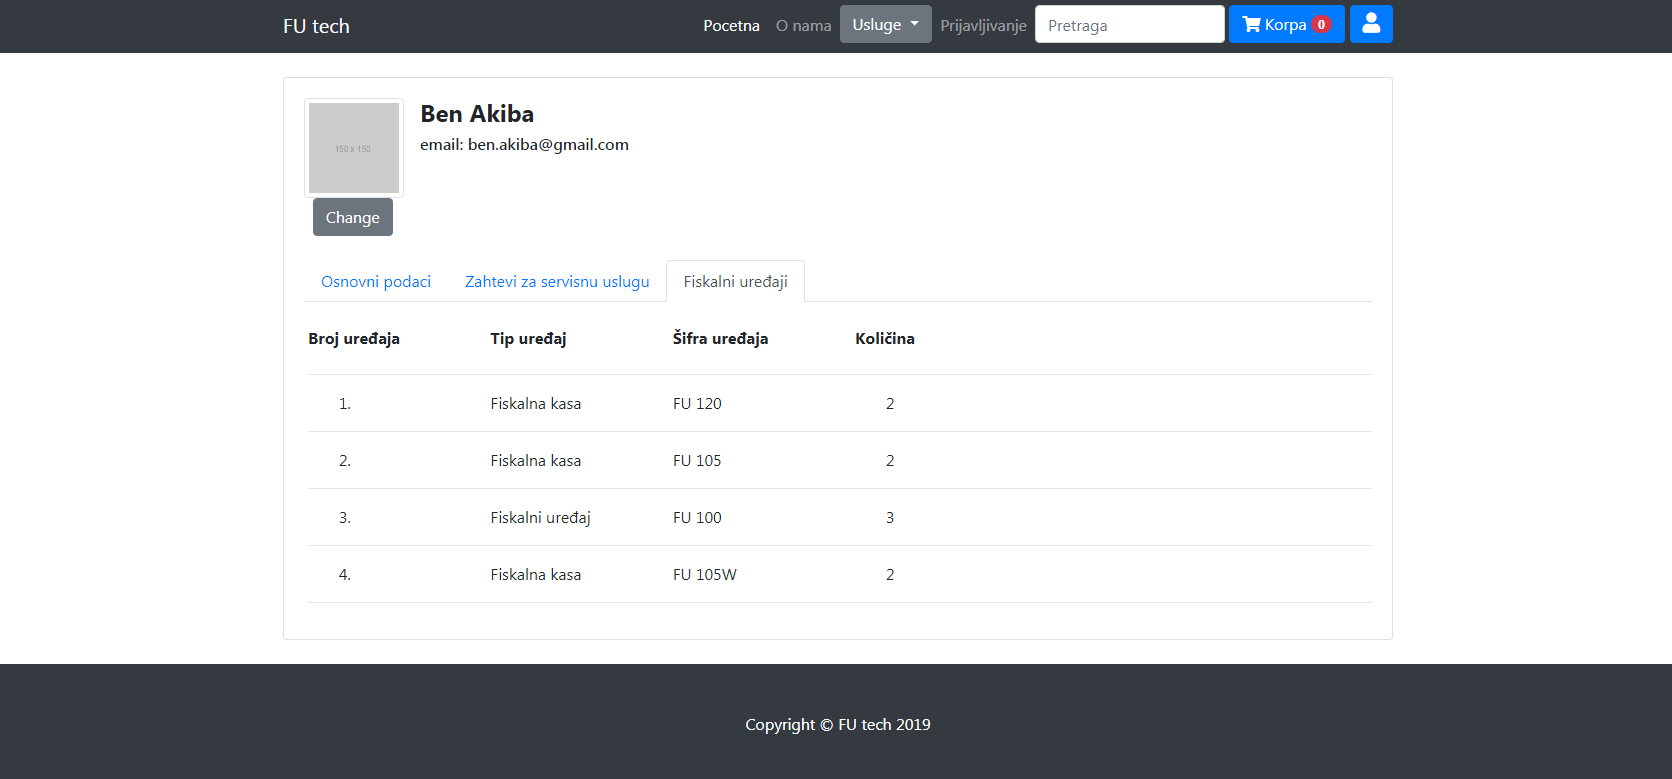 FU tech Pocetna O nama Usluge Prijavljivanje Pretraga Korpa 0
Ben Akiba
email: ben.akiba@gmail.com
150 x 150
Change
Osnovni podaci Zahtevi za servisnu uslugu Fiskalni uređaji
Broj uređaja Tip uređaj Šifra uređaja Količina
1. Fiskalna kasa FU 120 2
2. Fiskalna kasa FU 105 2
3. Fiskalni uređaj FU 100 3
4. Fiskalna kasa FU 105W 2
Copyright © FU tech 2019